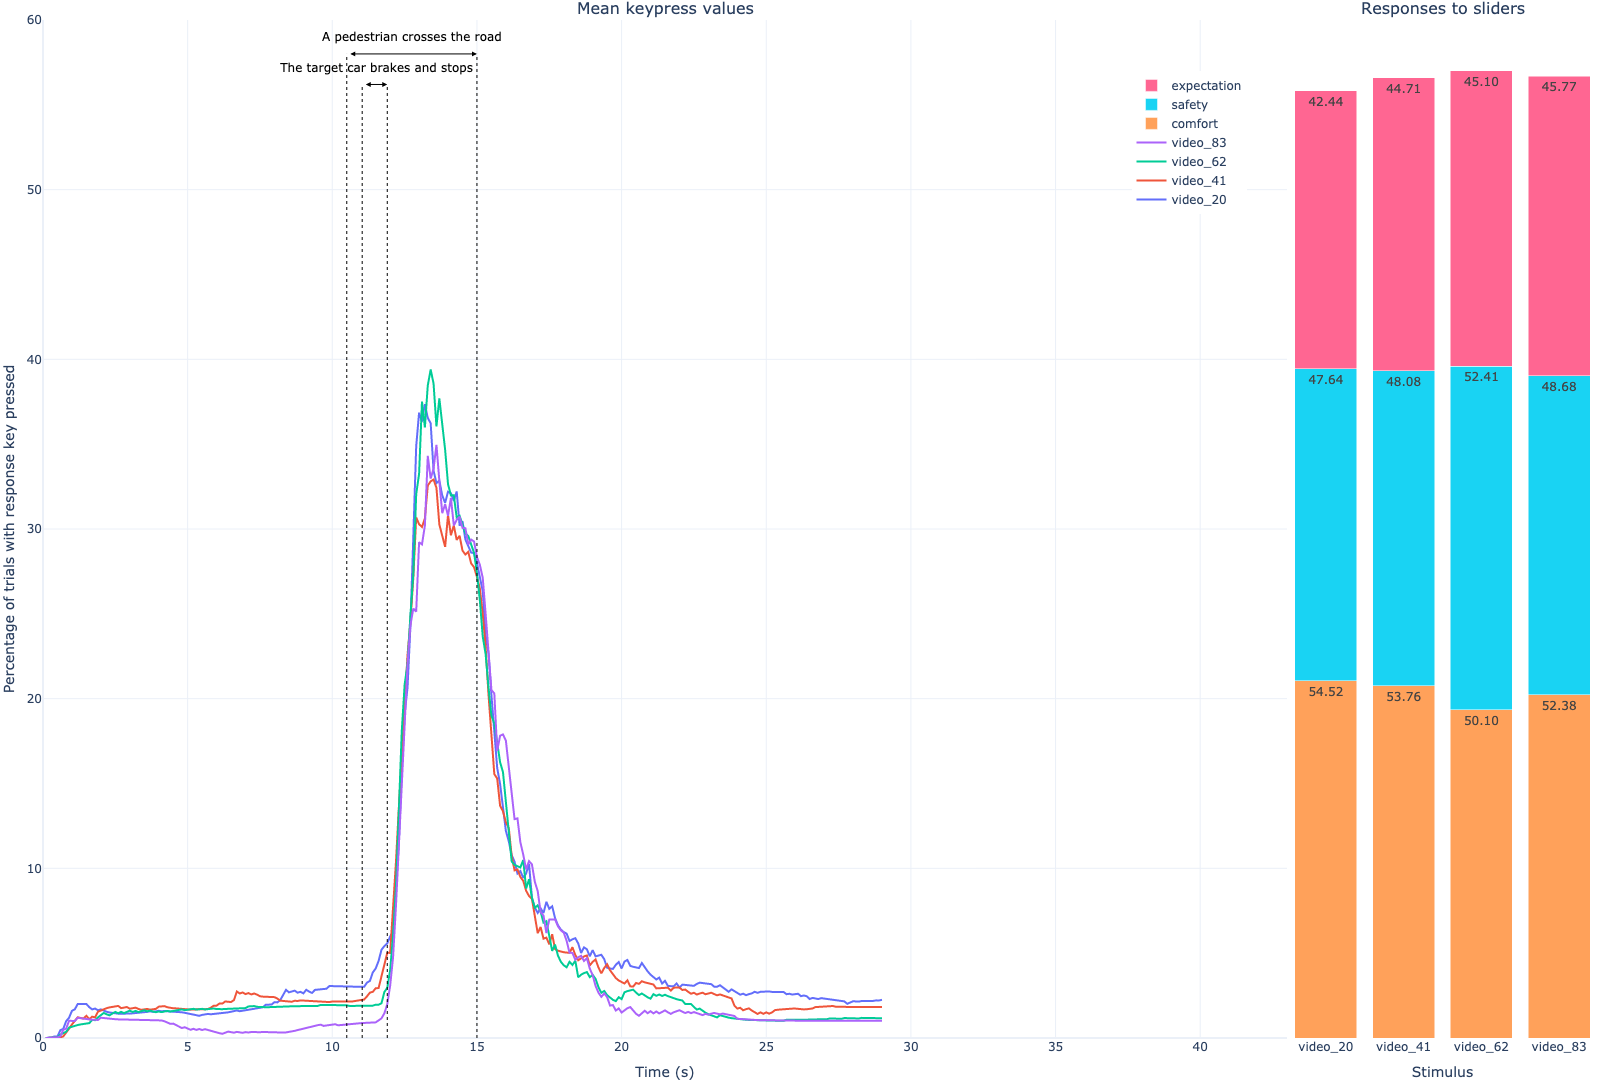 Mean keypress values
Responses to sliders
A pedestrian crosses the road
The target car brakes and stops
expectation
safety
comfort
video_83
video_62
video_41
video_20
Percentage of trials with response key pressed
60
50
40
30
20
10
0
0 5 10 15 20 25 30 35 40
Time (s)
42.44 44.71 45.10 45.77
47.64 48.08 52.41 48.68
54.52 53.76 50.10 52.38
video_20 video_41 video_62 video_83
Stimulus